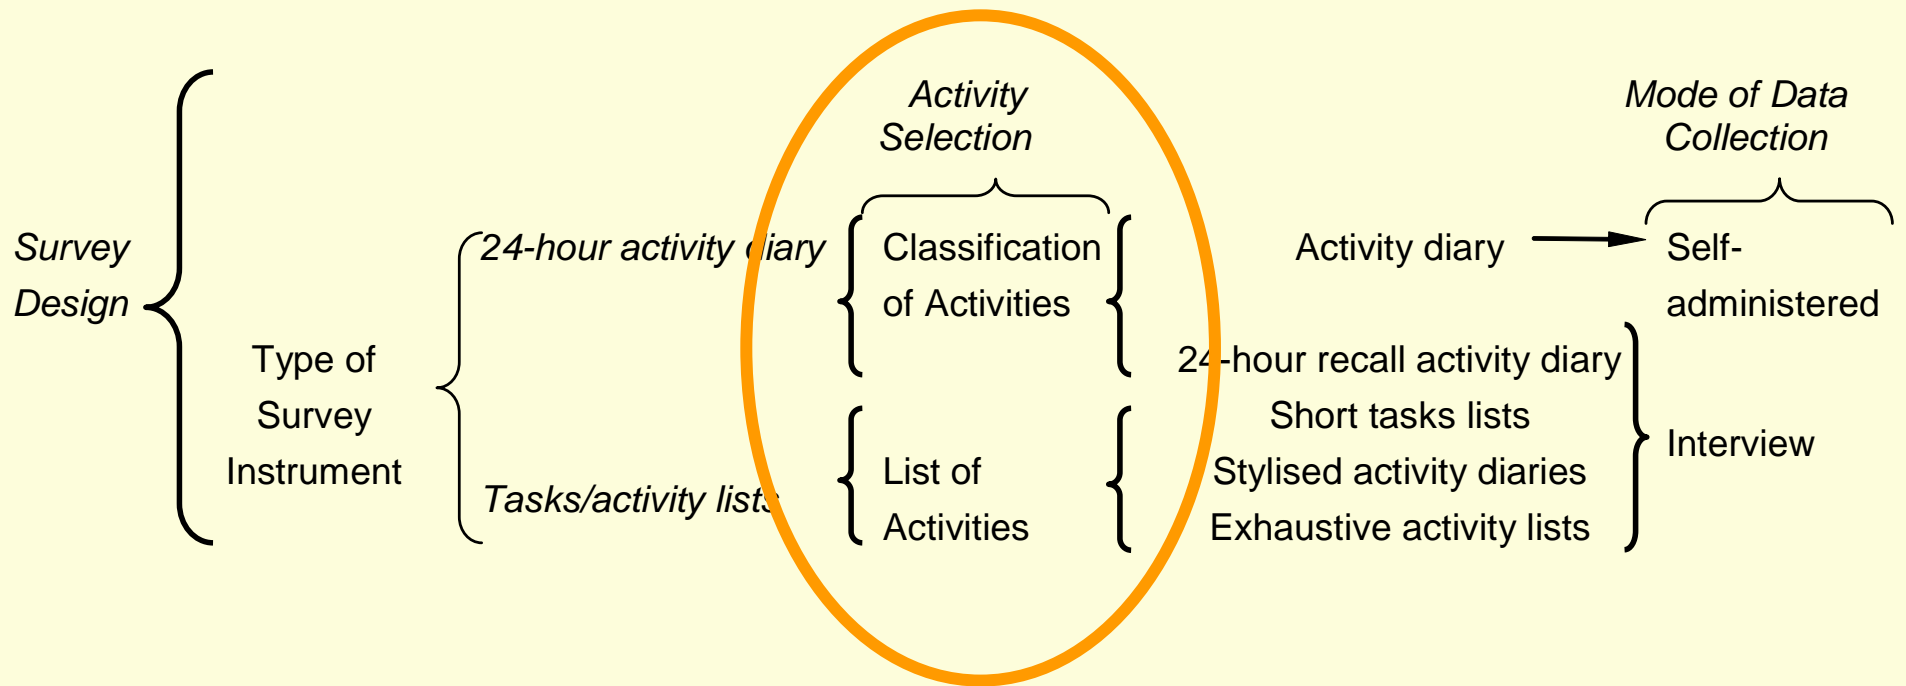 Activity
Selection
Mode of Data
Collection
Survey
Design
Type of
Survey
Instrument
24-hour activity diary
Tasks/activity lists
Classification
of Activities
List of
Activities
Activity diary
24-hour recall activity diary
Short tasks lists
Stylised activity diaries
Exhaustive activity lists
Self-
administered
Interview